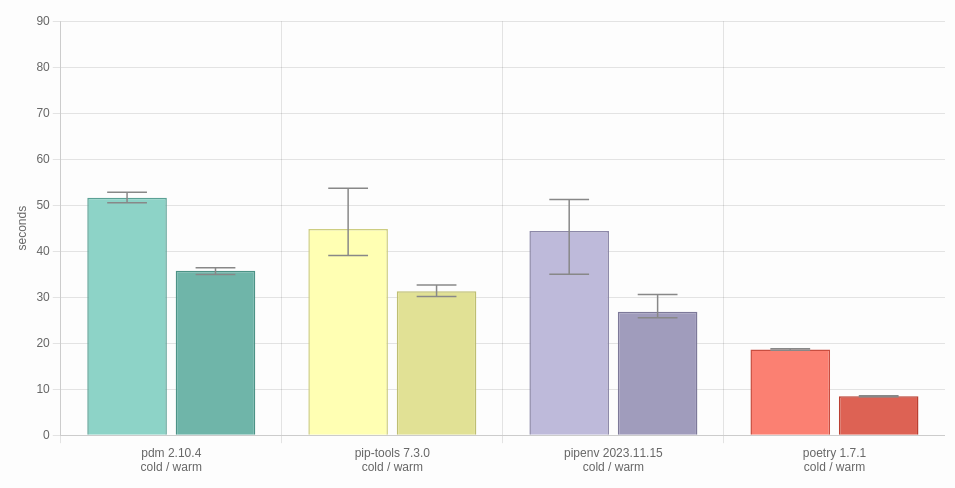 90
80
70
60
50
40
30
20
10
0
seconds
pdm 2.10.4
cold / warm
pip-tools 7.3.0
cold / warm
pipenv 2023.11.15
cold / warm
poetry 1.7.1
cold / warm